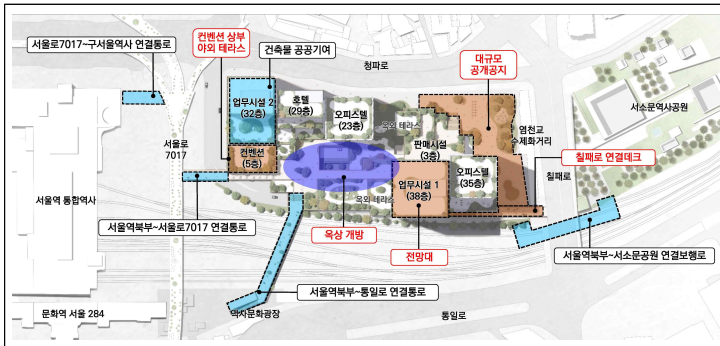 서울로7017~구서울역사 연결통로
컨벤션 상부
야외 테라스
건축물 공공기여
청파로
대규모
공개공지
업무시설 2
(32층)
호텔
(29층)
오피스텔
(23층)
옥외 테라스
판매시설
(3층)
염천교
수제화거리
서소문역사공원
서울로
7017
컨벤션
(5층)
업무시설 1
(38층)
오피스텔
(35층)
칠패로
칠패로 연결데크
서울역 통합역사
옥외 테라스
서울역북부~서울로7017 연결통로
옥상 개방
전망대
서울역북부~서소문공원 연결보행로
서울역북부~통일로 연결통로
문화역 서울 284
역사문화광장
통일로